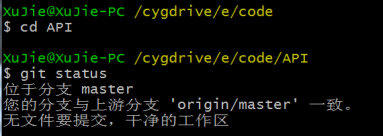 XuJie@XuJie-PC /cygdrive/e/code
$ cd API
XuJie@XuJie-PC /cygdrive/e/code/API
$ git status
位于分支 master
您的分支与上游分支 'origin/master' 一致。
无文件要提交，干净的工作区